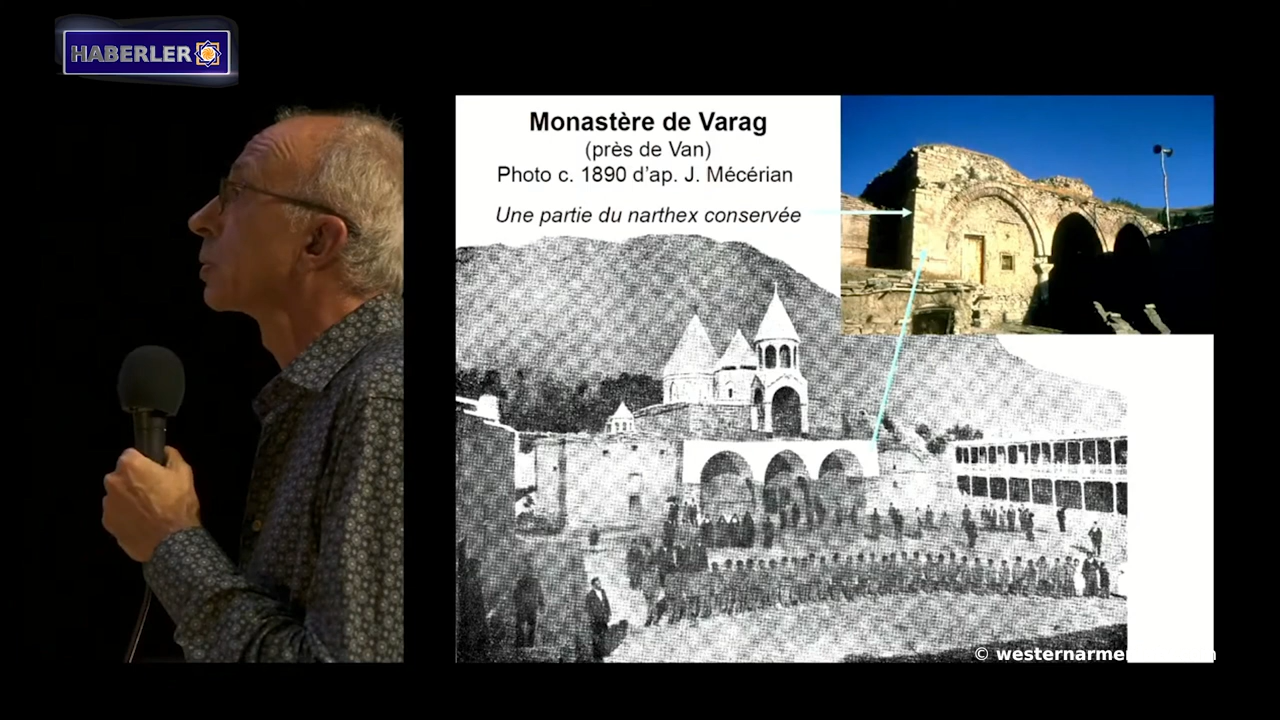 HABERLER
Monastère de Varag
(près de Van)
Photo c. 1890 d'ap. J. Mécérian
Une partie du narthex conservée
©